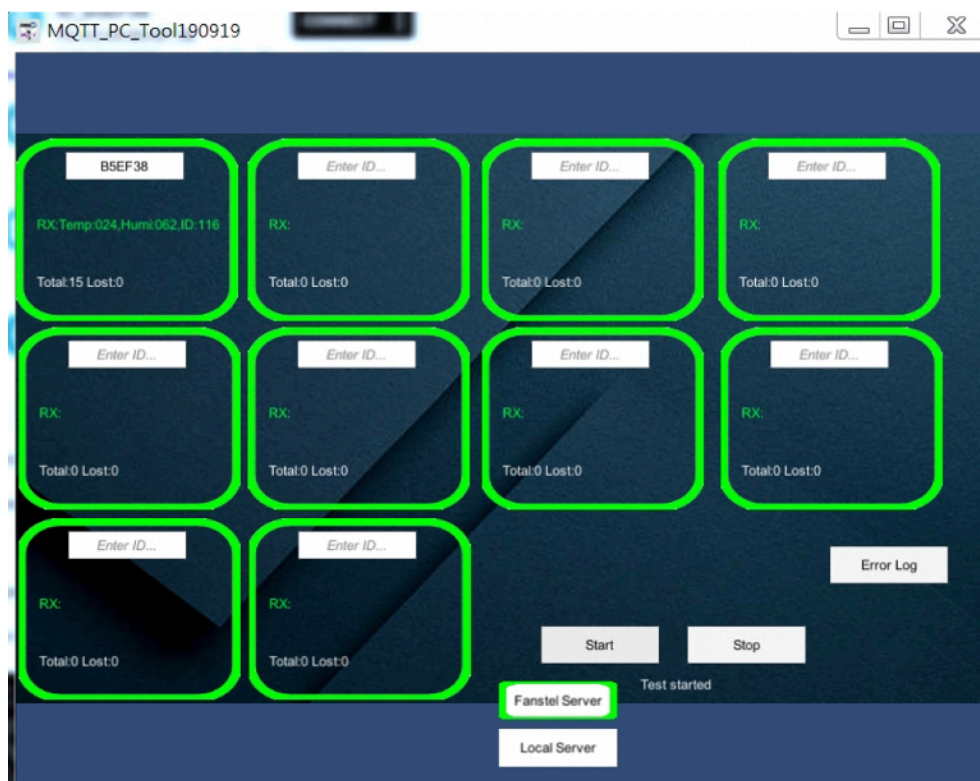 MQTT_PC_Tool190919
B5EF38
Enter ID...
Enter ID...
Enter ID...
RX:Temp:024,Humi:062,ID:116
RX:
RX:
RX:
Total:15 Lost:0
Total:0 Lost:0
Total:0 Lost:0
Total:0 Lost:0
Enter ID...
Enter ID...
Enter ID...
Enter ID...
RX:
RX:
RX:
RX:
Total:0 Lost:0
Total:0 Lost:0
Total:0 Lost:0
Total:0 Lost:0
Enter ID...
Enter ID...
RX:
RX:
Total:0 Lost:0
Total:0 Lost:0
Error Log
Start
Stop
Test started
Fanstel Server
Local Server